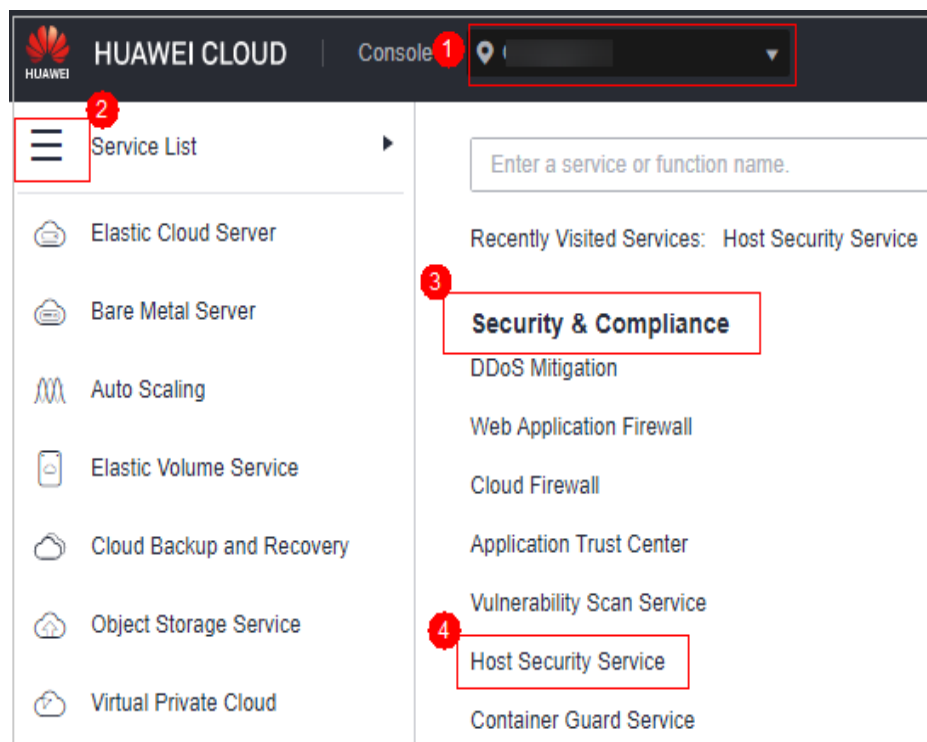 HUAWEI
HUAWEI CLOUD
Console
1
2
Service List
Enter a service or function name.
Elastic Cloud Server
Recently Visited Services: Host Security Service
3
Bare Metal Server
Security & Compliance
DDoS Mitigation
Auto Scaling
Web Application Firewall
Elastic Volume Service
Cloud Firewall
Cloud Backup and Recovery
Application Trust Center
Vulnerability Scan Service
Object Storage Service
4
Host Security Service
Virtual Private Cloud
Container Guard Service